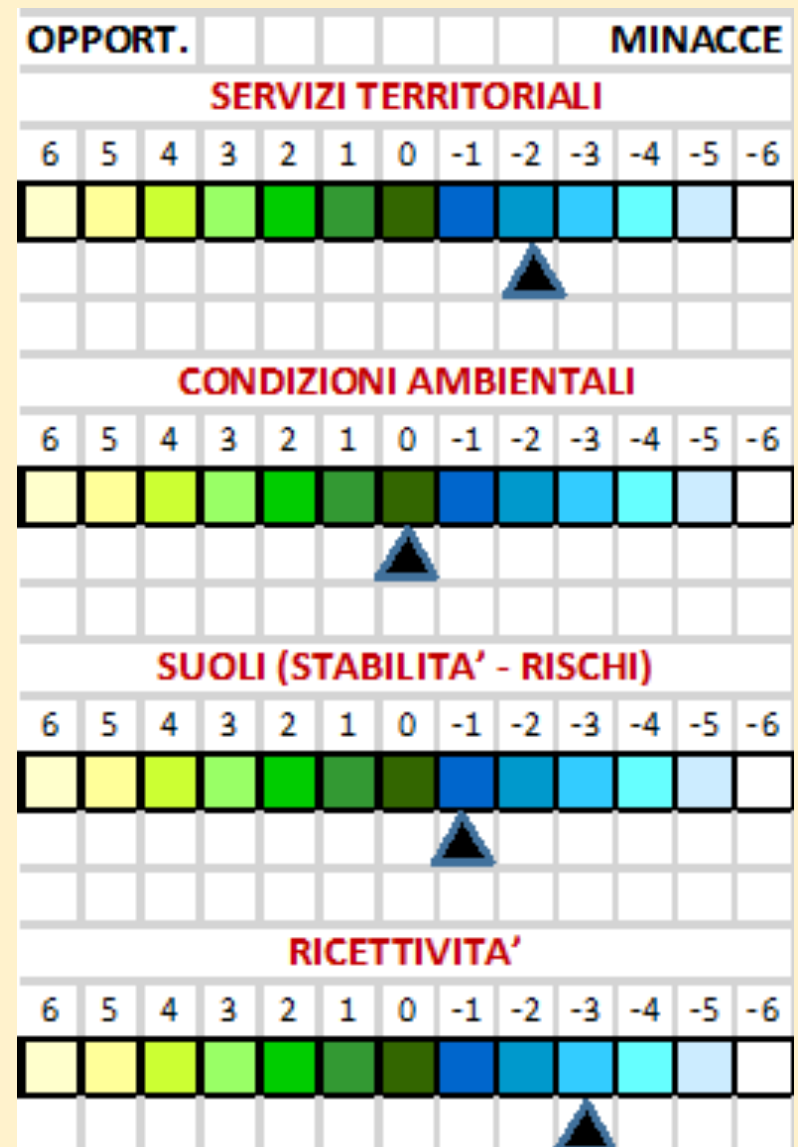 OPPORT. MINACCE
SERVIZI TERRITORIALI
6 5 4 3 2 1 0 -1 -2 -3 -4 -5 -6
CONDIZIONI AMBIENTALI
6 5 4 3 2 1 0 -1 -2 -3 -4 -5 -6
SUOLI (STABILITA’ - RISCHI)
6 5 4 3 2 1 0 -1 -2 -3 -4 -5 -6
RICETTIVITA’
6 5 4 3 2 1 0 -1 -2 -3 -4 -5 -6